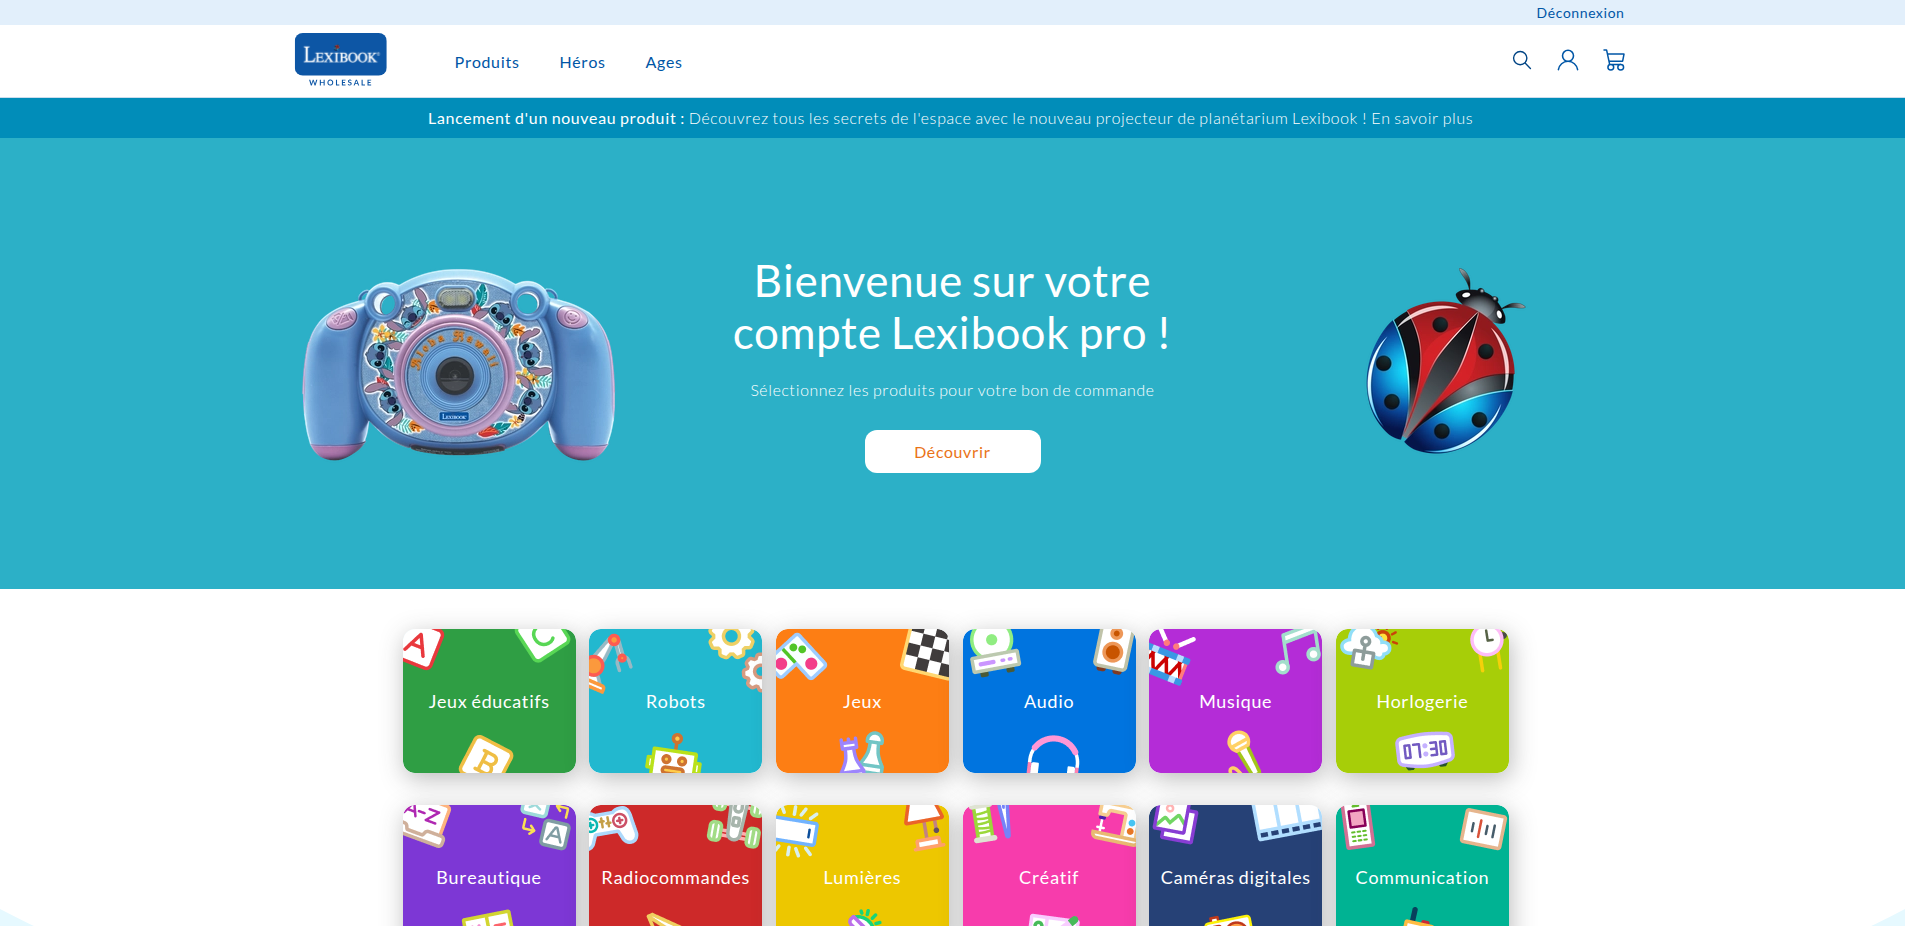 Déconnexion
LEXIBOOK
WHOLESALE
Produits
Héros
Ages
Lancement d'un nouveau produit : Découvrez tous les secrets de l'espace avec le nouveau projecteur de planétarium Lexibook ! En savoir plus
Bienvenue sur votre
compte Lexibook pro !
Sélectionnez les produits pour votre bon de commande
Découvrir
Aloha Hawaii
LEXIBOOK
A
C
Jeux éducatifs
B
Robots
Jeux
Audio
Musique
Horlogerie
07:30
A-Z
A
Bureautique
Radiocommandes
Lumières
Créatif
Caméras digitales
Communication